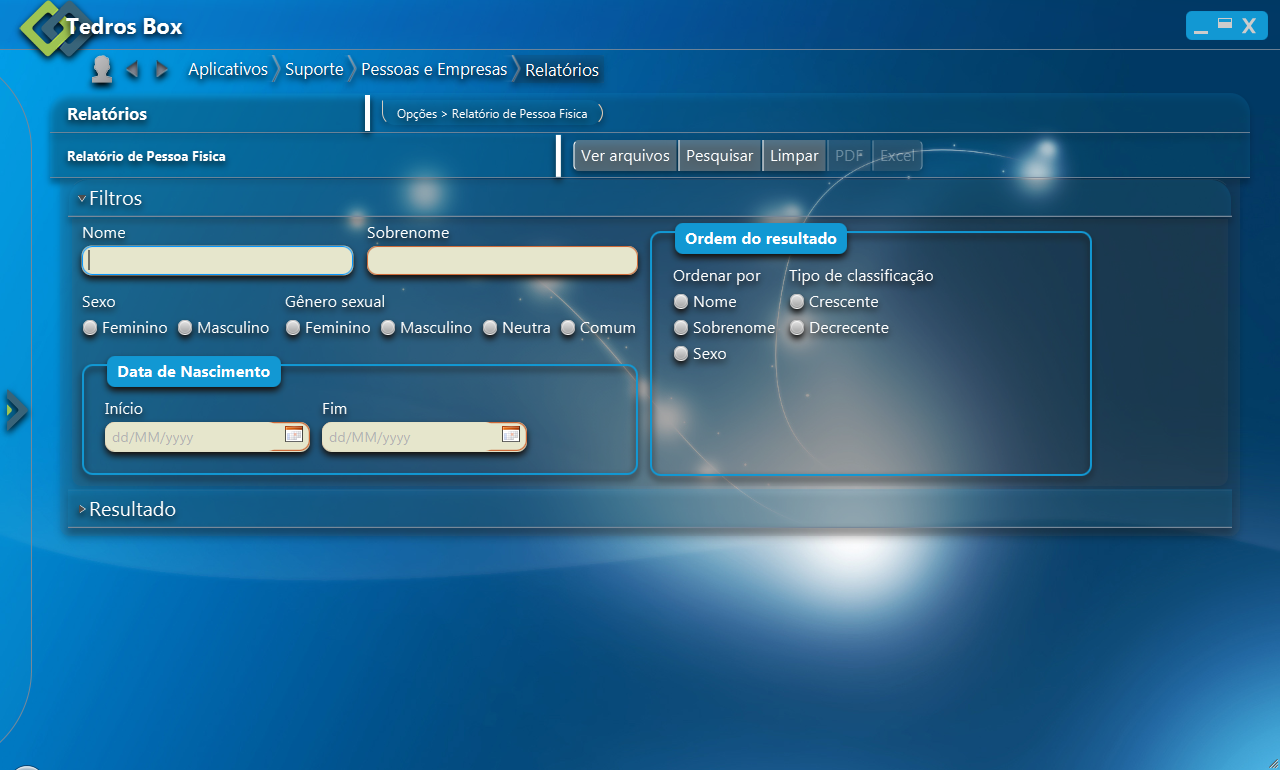 Tedros Box
Aplicativos Suporte Pessoas e Empresas Relatórios
Relatórios Opções > Relatório de Pessoa Fisica
Relatório de Pessoa Fisica Ver arquivos Pesquisar Limpar PDF Excel
Filtros
Nome Sobrenome
Sexo Gênero sexual
Feminino Masculino Feminino Masculino Neutra Comum
Data de Nascimento
Início Fim
dd/MM/yyyy dd/MM/yyyy
Ordem do resultado
Ordenar por Tipo de classificação
Nome Crescente
Sobrenome Decrecente
Sexo
Resultado